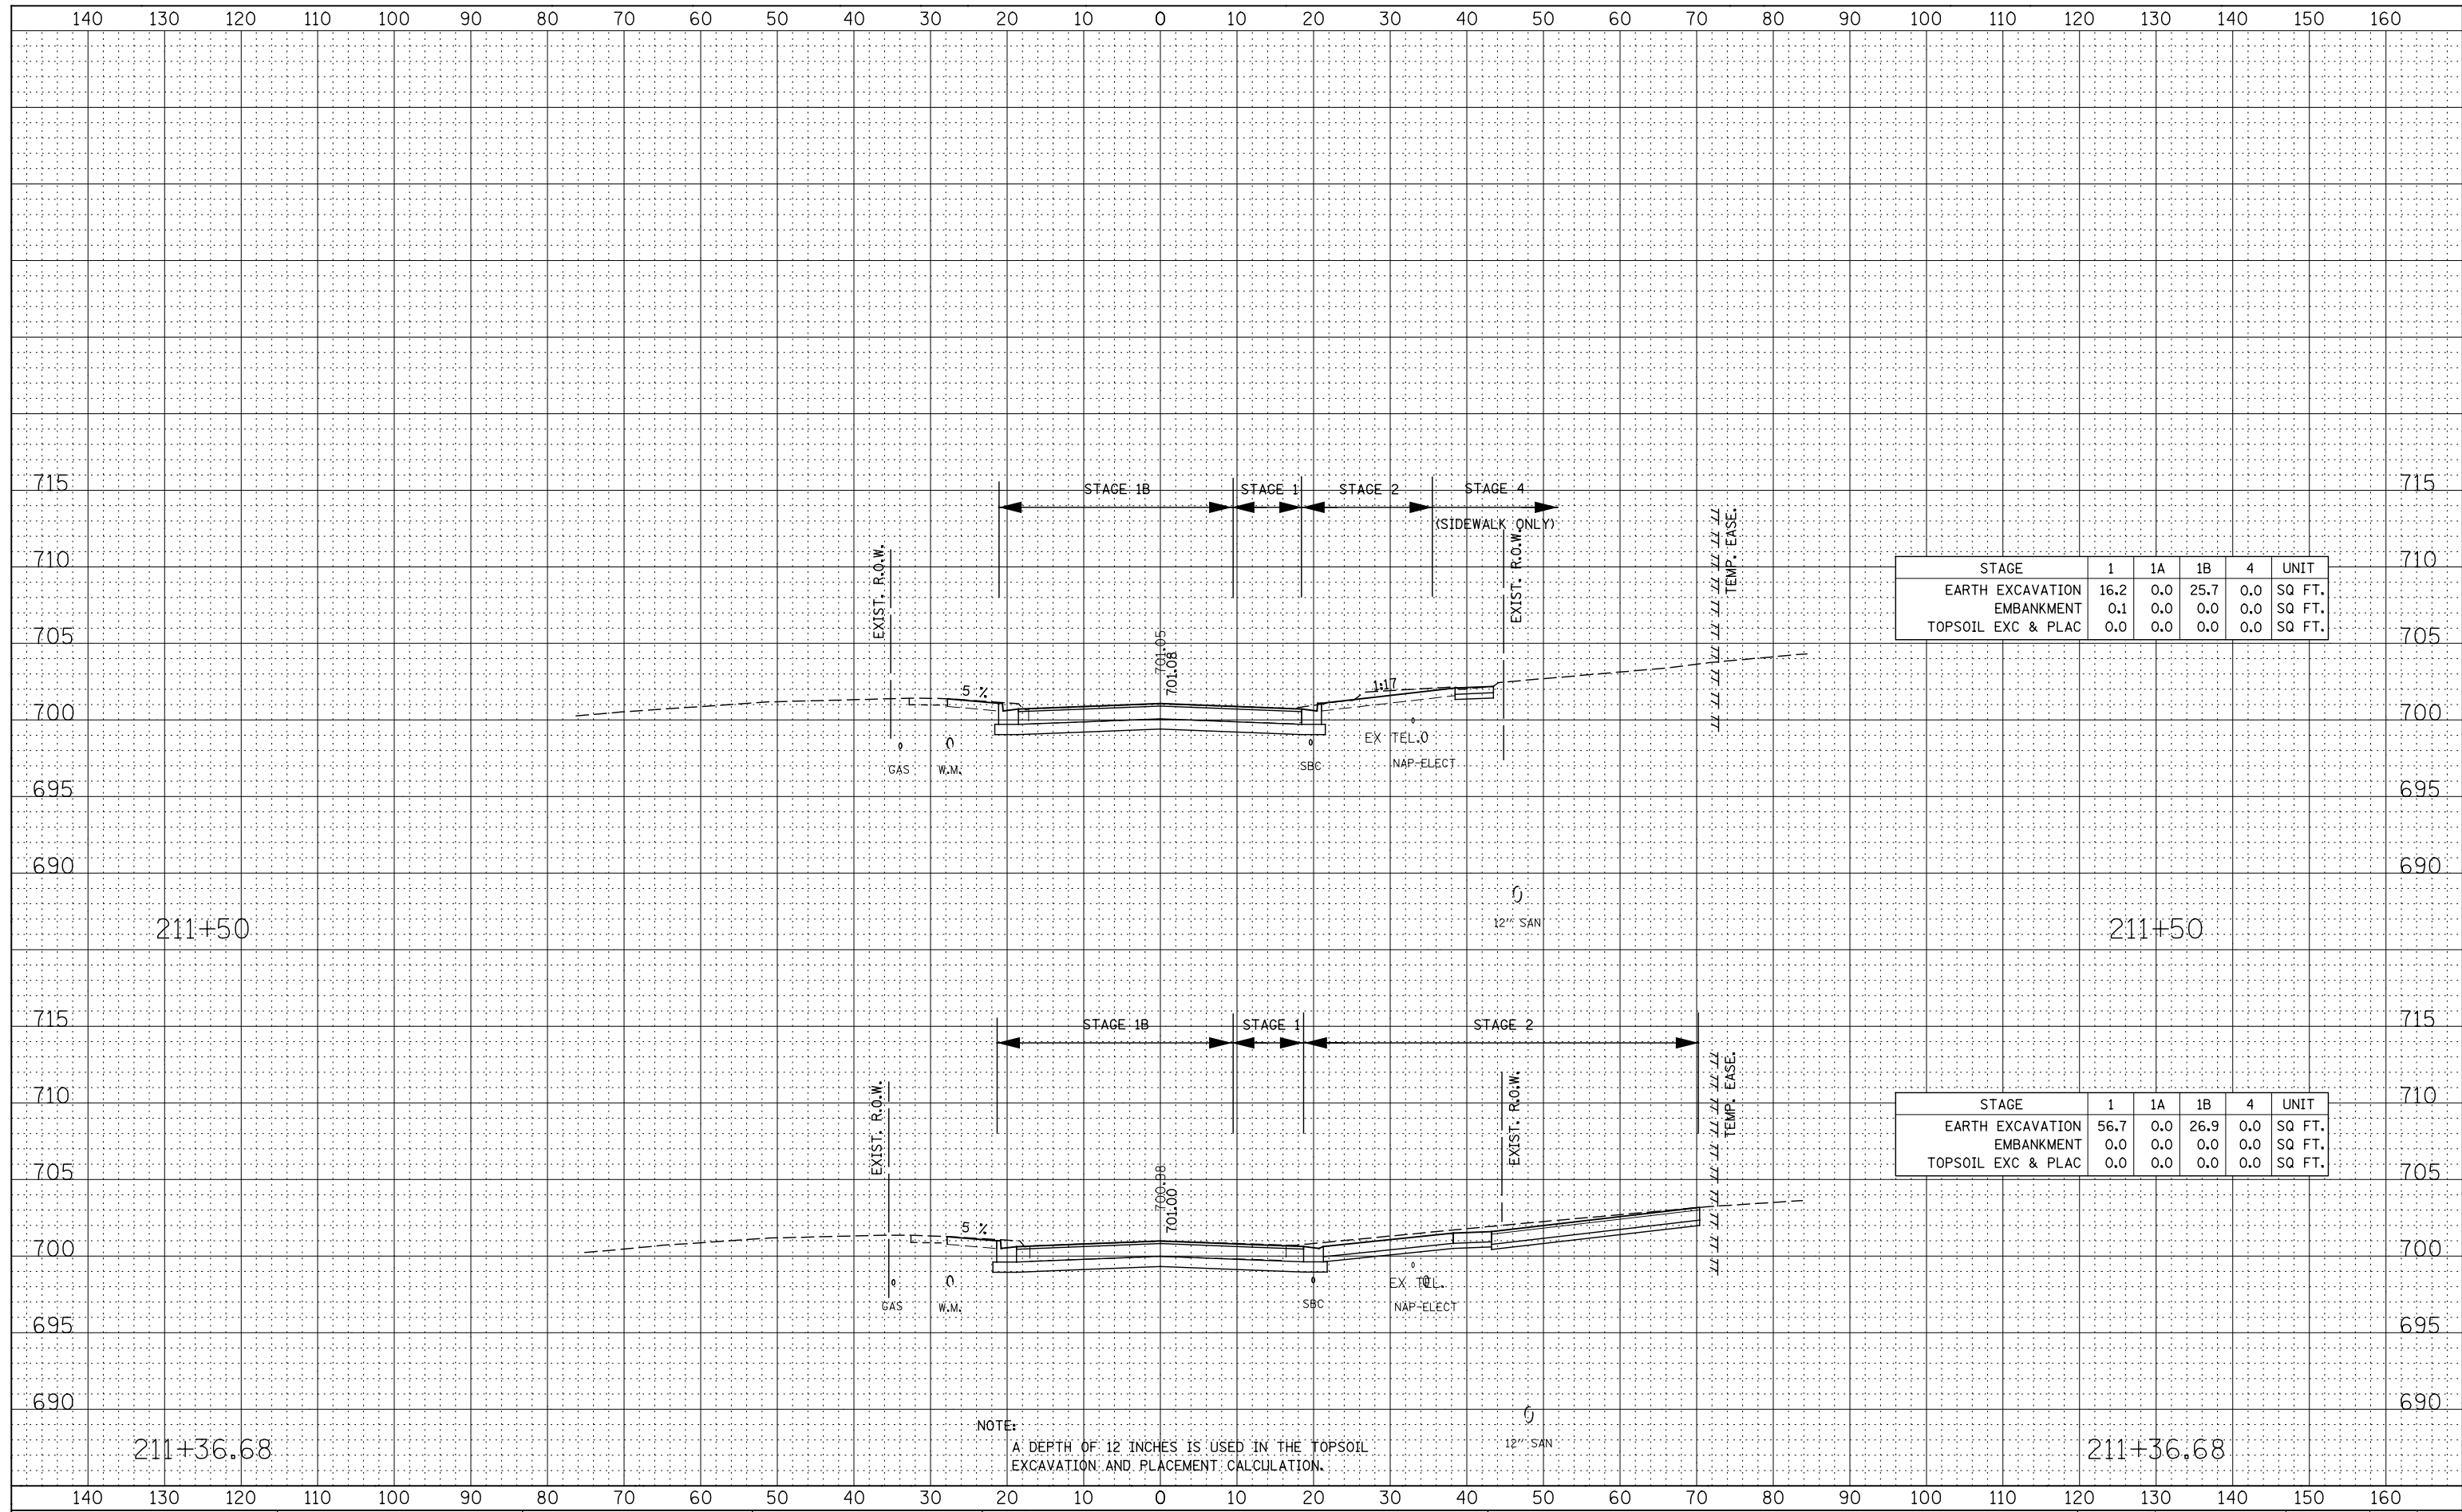 140 130 120 110 100 90 80 70 60 50 40 30 20 10 0 10 20 30 40 50 60 70 80 90 100 110 120 130 140 150 160
715 715
STAGE 1B STAGE 1 STAGE 2 STAGE 4
(SIDEWALK ONLY)
EXIST. R.O.W.
EXIST. R.O.W.
TEMP. EASE.
710 710
STAGE 1 1A 1B 4 UNIT
EARTH EXCAVATION 16.2 0.0 25.7 0.0 SQ FT.
EMBANKMENT 0.1 0.0 0.0 0.0 SQ FT.
TOPSOIL EXC & PLAC 0.0 0.0 0.0 0.0 SQ FT.
705 705
701.05
701.08
5 %
1:17
700 700
EX TEL.
GAS W.M. SBC NAP-ELECT
695 695
690 690
12" SAN
211+50 211+50
715 715
STAGE 1B STAGE 1 STAGE 2
EXIST. R.O.W.
EXIST. R.O.W.
TEMP. EASE.
710 710
STAGE 1 1A 1B 4 UNIT
EARTH EXCAVATION 56.7 0.0 26.9 0.0 SQ FT.
EMBANKMENT 0.0 0.0 0.0 0.0 SQ FT.
TOPSOIL EXC & PLAC 0.0 0.0 0.0 0.0 SQ FT.
705 705
700.98
701.00
5 %
700 700
EX TEL.
GAS W.M. SBC NAP-ELECT
695 695
690 690
12" SAN
NOTE:
A DEPTH OF 12 INCHES IS USED IN THE TOPSOIL
EXCAVATION AND PLACEMENT CALCULATION.
211+36.68 211+36.68
140 130 120 110 100 90 80 70 60 50 40 30 20 10 0 10 20 30 40 50 60 70 80 90 100 110 120 130 140 150 160